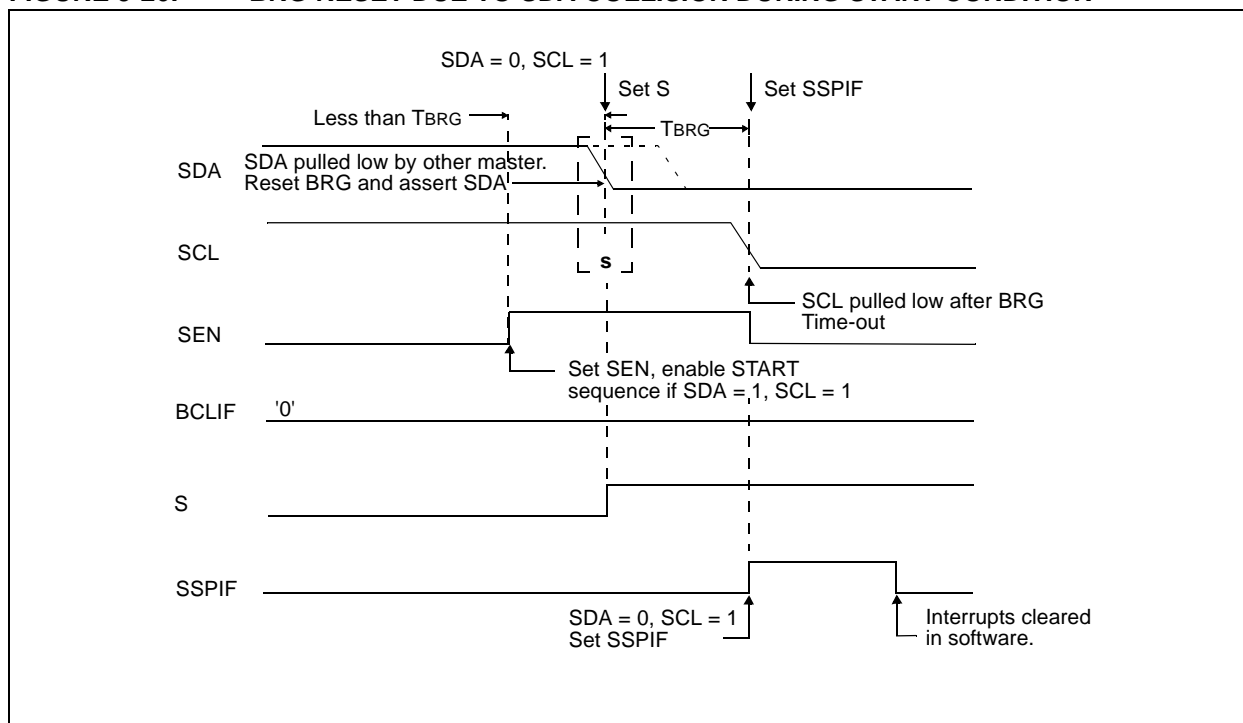 SDA = 0, SCL = 1
Set S
Set SSPIF
Less than TBRG
TBRG
SDA
SDA pulled low by other master.
Reset BRG and assert SDA
SCL
s
SCL pulled low after BRG
Time-out
SEN
Set SEN, enable START
sequence if SDA = 1, SCL = 1
BCLIF
'0'
S
SSPIF
SDA = 0, SCL = 1
Set SSPIF
Interrupts cleared
in software.